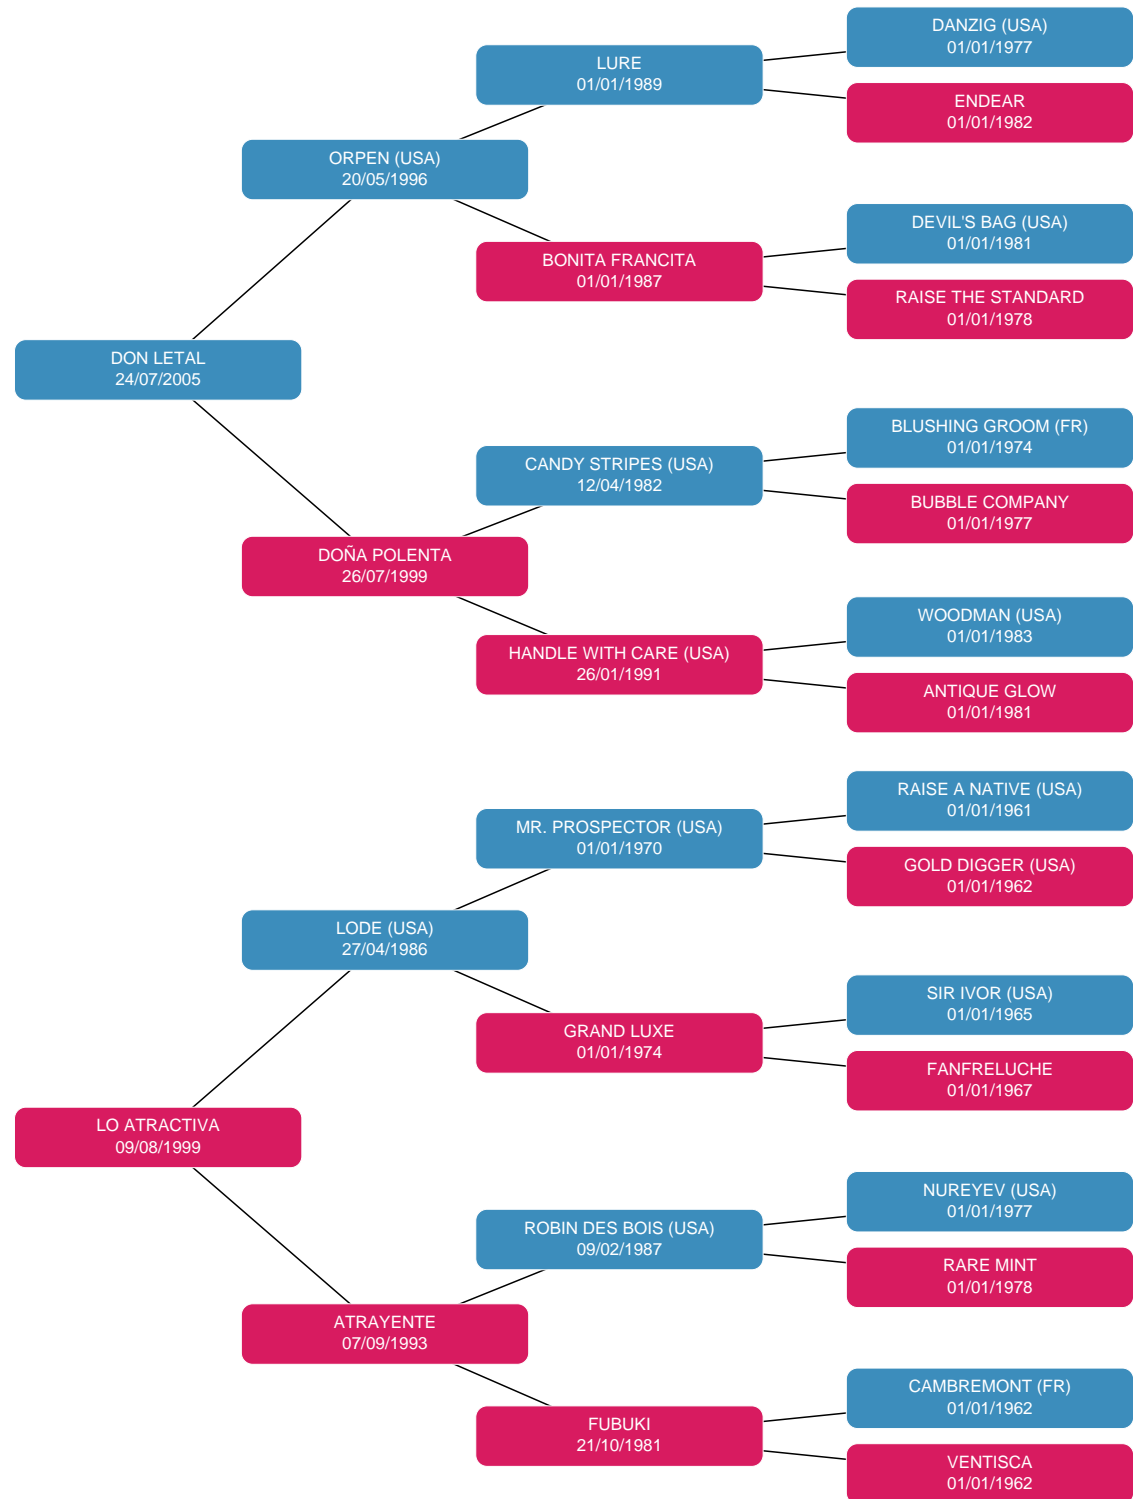 DANZIG (USA)
01/01/1977
LURE
01/01/1989
ENDEAR
01/01/1982
ORPEN (USA)
20/05/1996
DEVIL'S BAG (USA)
01/01/1981
BONITA FRANCITA
01/01/1987
RAISE THE STANDARD
01/01/1978
DON LETAL
24/07/2005
BLUSHING GROOM (FR)
01/01/1974
CANDY STRIPES (USA)
12/04/1982
BUBBLE COMPANY
01/01/1977
DOÑA POLENTA
26/07/1999
WOODMAN (USA)
01/01/1983
HANDLE WITH CARE (USA)
26/01/1991
ANTIQUE GLOW
01/01/1981
RAISE A NATIVE (USA)
01/01/1961
MR. PROSPECTOR (USA)
01/01/1970
GOLD DIGGER (USA)
01/01/1962
LODE (USA)
27/04/1986
SIR IVOR (USA)
01/01/1965
GRAND LUXE
01/01/1974
FANFRELUCHE
01/01/1967
LO ATRACTIVA
09/08/1999
NUREYEV (USA)
01/01/1977
ROBIN DES BOIS (USA)
09/02/1987
RARE MINT
01/01/1978
ATRAYENTE
07/09/1993
CAMBREMONT (FR)
01/01/1962
FUBUKI
21/10/1981
VENTISCA
01/01/1962